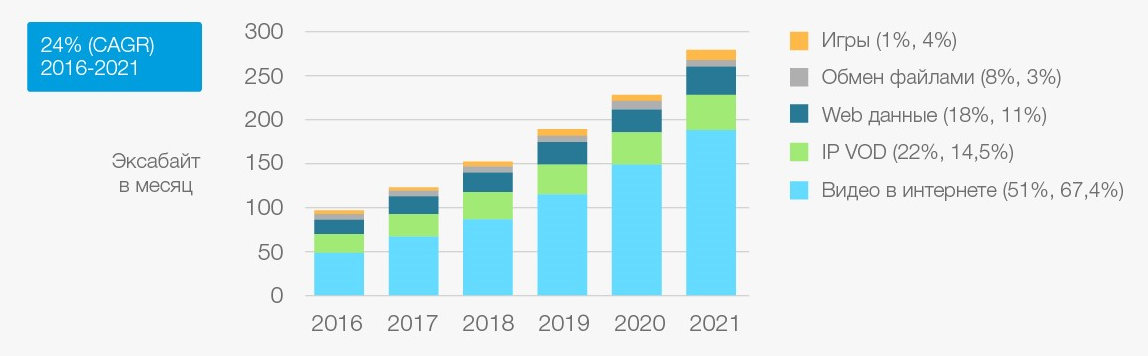 24% (CAGR)
2016-2021
Эксабайт
в месяц
300
250
200
150
100
50
0
2016
2017
2018
2019
2020
2021
Игры (1%, 4%)
Обмен файлами (8%, 3%)
Web данные (18%, 11%)
IP VOD (22%, 14,5%)
Видео в интернете (51%, 67,4%)